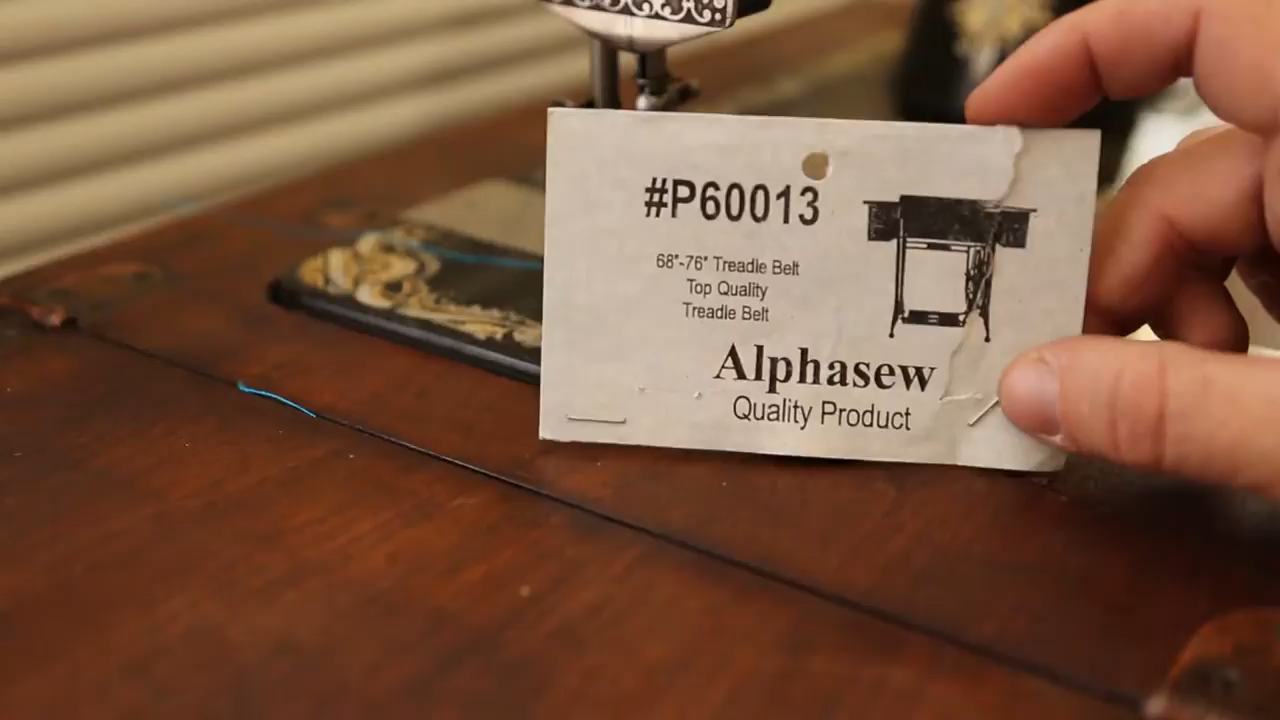 #P60013
68"-76" Treadle Belt
Top Quality
Treadle Belt
Alphasew
Quality Product